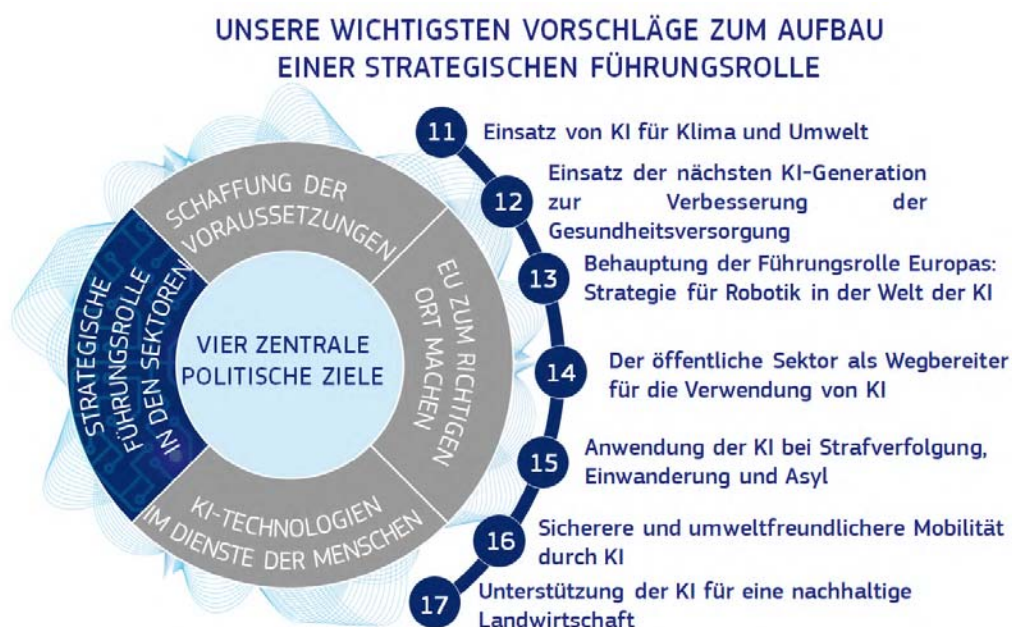 UNSERE WICHTIGSTEN VORSCHLÄGE ZUM AUFBAU
EINER STRATEGISCHEN FÜHRUNGSROLLE
SCHAFFUNG DER
VORAUSSETZUNGEN
EU ZUM RICHTIGEN
ORT MACHEN
KI-TECHNOLOGIEN
IM DIENSTE DER MENSCHEN
STRATEGISCHE
FÜHRUNGSROLLE
IN DEN SEKTOREN
VIER ZENTRALE
POLITISCHE ZIELE
11 Einsatz von KI für Klima und Umwelt
12 Einsatz der nächsten KI-Generation
zur Verbesserung der
Gesundheitsversorgung
13 Behauptung der Führungsrolle Europas:
Strategie für Robotik in der Welt der KI
14 Der öffentliche Sektor als Wegbereiter
für die Verwendung von KI
15 Anwendung der KI bei Strafverfolgung,
Einwanderung und Asyl
16 Sicherere und umweltfreundlichere Mobilität
durch KI
17 Unterstützung der KI für eine nachhaltige
Landwirtschaft